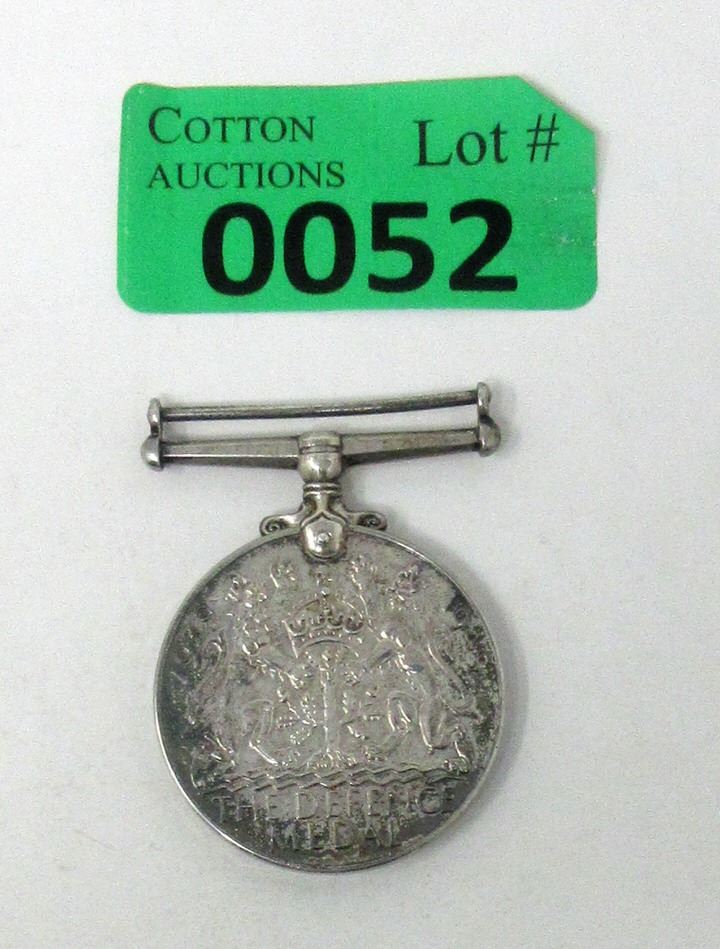 COTTON
AUCTIONS
Lot #
0052
THE DEFENCE
MEDAL